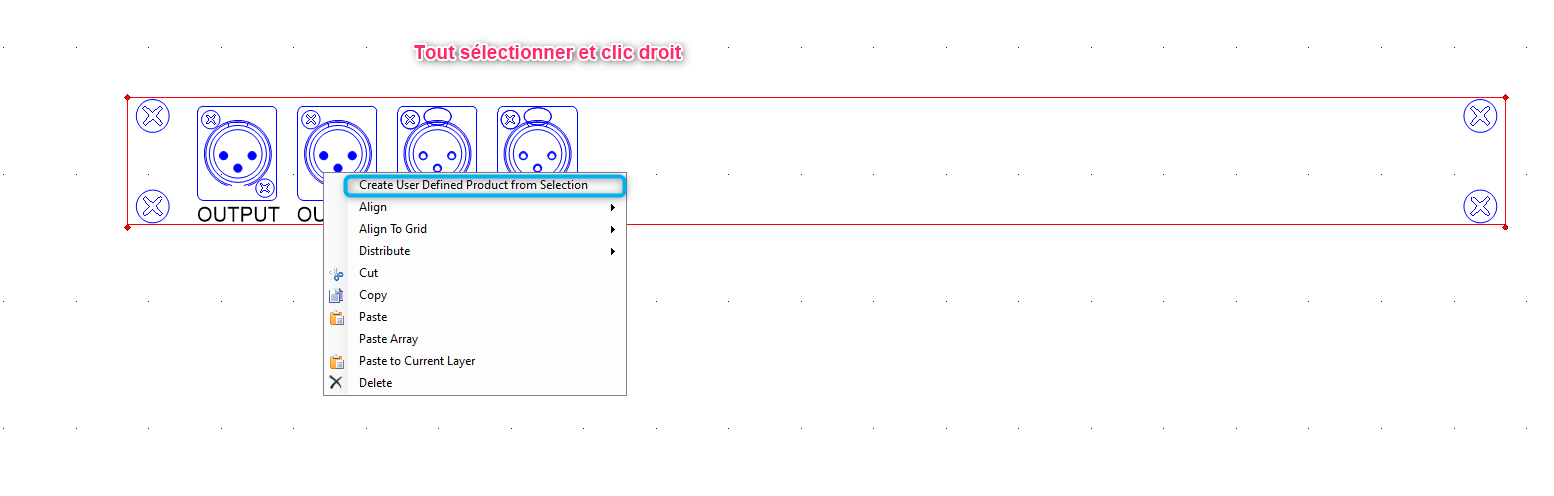 Tout sélectionner et clic droit
OUTPUT OU
Create User Defined Product from Selection
Align
Align To Grid
Distribute
Cut
Copy
Paste
Paste Array
Paste to Current Layer
Delete